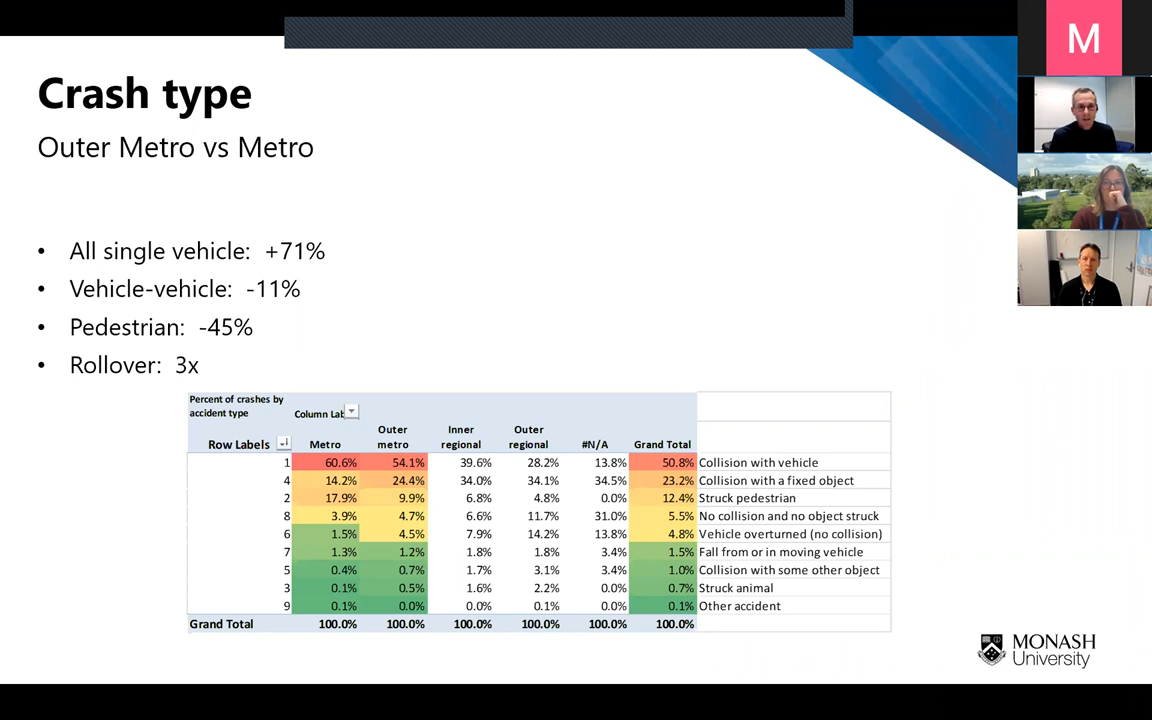 M
Crash type
Outer Metro vs Metro
• All single vehicle: +71%
• Vehicle-vehicle: -11%
• Pedestrian: -45%
• Rollover: 3x
Percent of crashes by
accident type
Column Lab
Row Labels Metro Outer metro Inner regional Outer regional #N/A Grand Total
1 60.6% 54.1% 39.6% 28.2% 13.8% 50.8% Collision with vehicle
4 14.2% 24.4% 34.0% 34.1% 34.5% 23.2% Collision with a fixed object
2 17.9% 9.9% 6.8% 4.8% 0.0% 12.4% Struck pedestrian
8 3.9% 4.7% 6.6% 11.7% 31.0% 5.5% No collision and no object struck
6 1.5% 4.5% 7.9% 14.2% 13.8% 4.8% Vehicle overturned (no collision)
7 1.3% 1.2% 1.8% 1.8% 3.4% 1.5% Fall from or in moving vehicle
5 0.4% 0.7% 1.7% 3.1% 3.4% 1.0% Collision with some other object
3 0.1% 0.5% 1.6% 2.2% 0.0% 0.7% Struck animal
9 0.1% 0.0% 0.0% 0.1% 0.0% 0.1% Other accident
Grand Total 100.0% 100.0% 100.0% 100.0% 100.0% 100.0%
MONASH
University